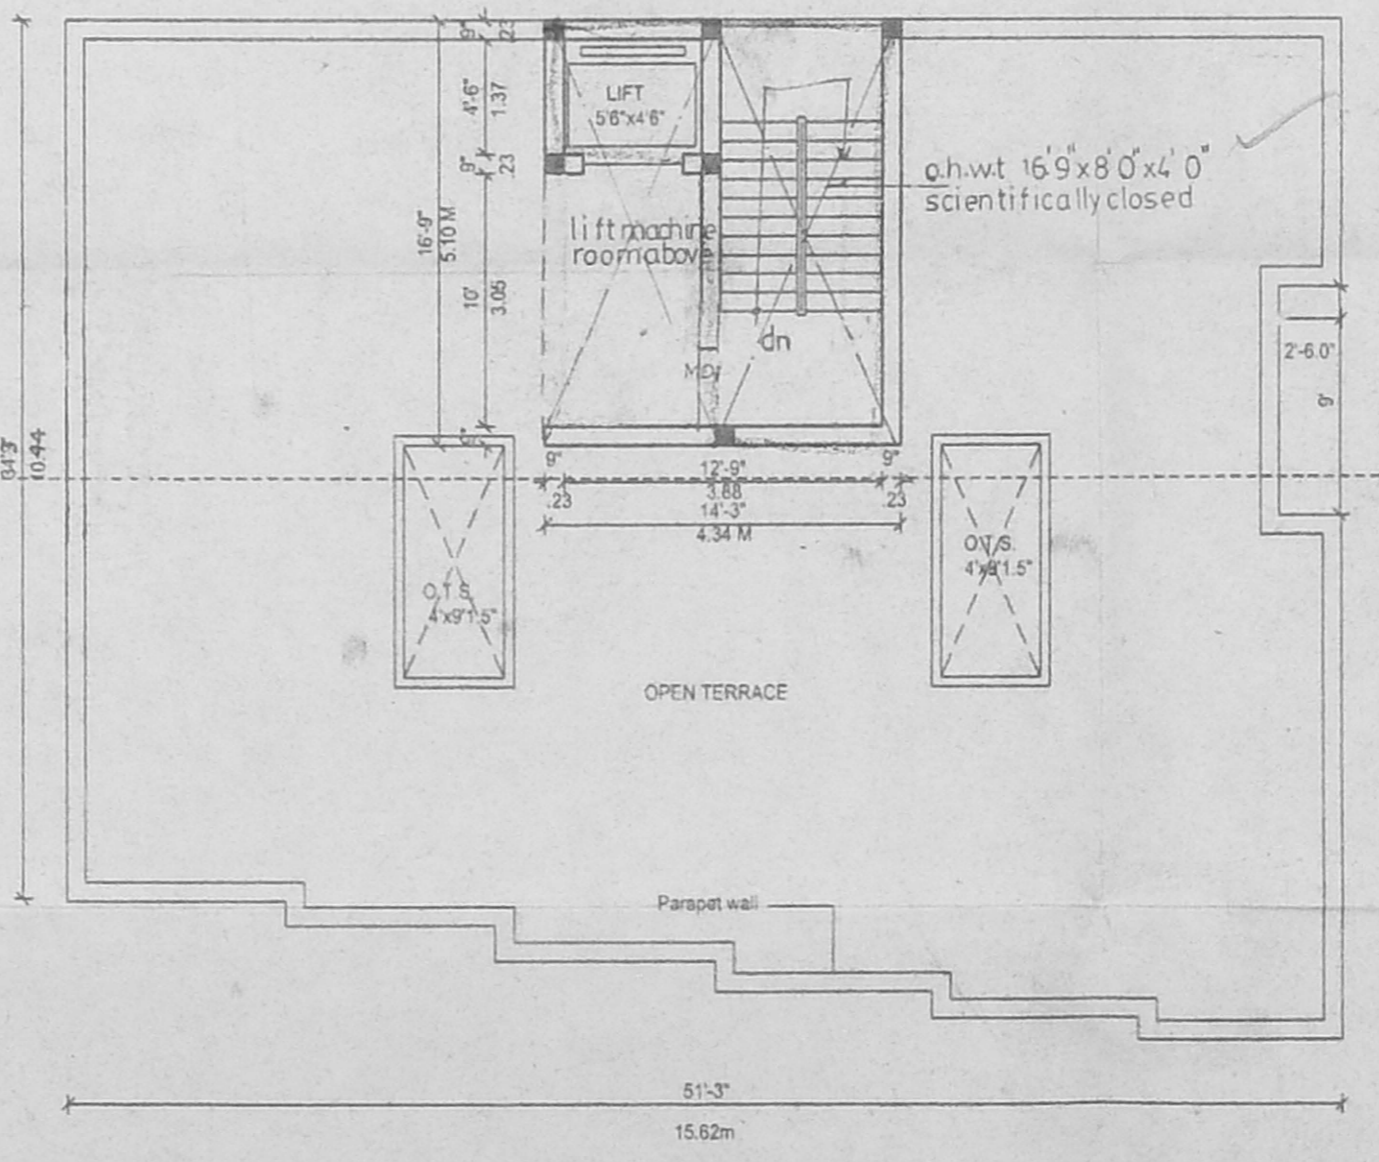 9"
.23
4'-6"
1.37
9"
.23
16'-9"
5.10 M
10'
3.05
LIFT
5'6"x4'6"
lift machine
room above
dn
o.h.w.t 16'9"x8'0"x4'0"
scientifically closed
2'-6.0"
9'
34'3"
10.44
9"
12'-9"
9"
.23
3.88
.23
14'-3"
4.34 M
O.T.S.
4'x9'1.5"
O.T.S.
4'x9'1.5"
OPEN TERRACE
Parapet wall
51'-3"
15.62m